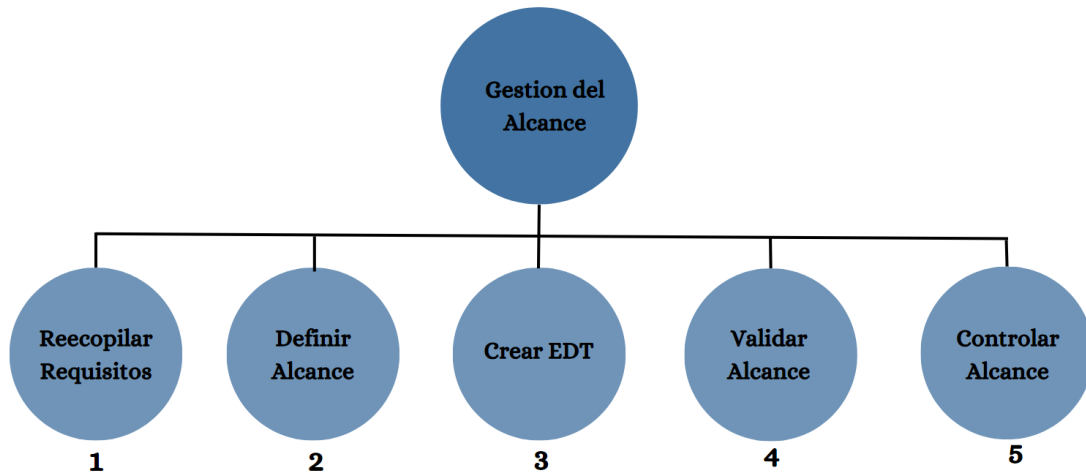 Gestion del
Alcance
Reecopilar
Requisitos
Definir
Alcance
Crear EDT
Validar
Alcance
Controlar
Alcance
1
2
3
4
5